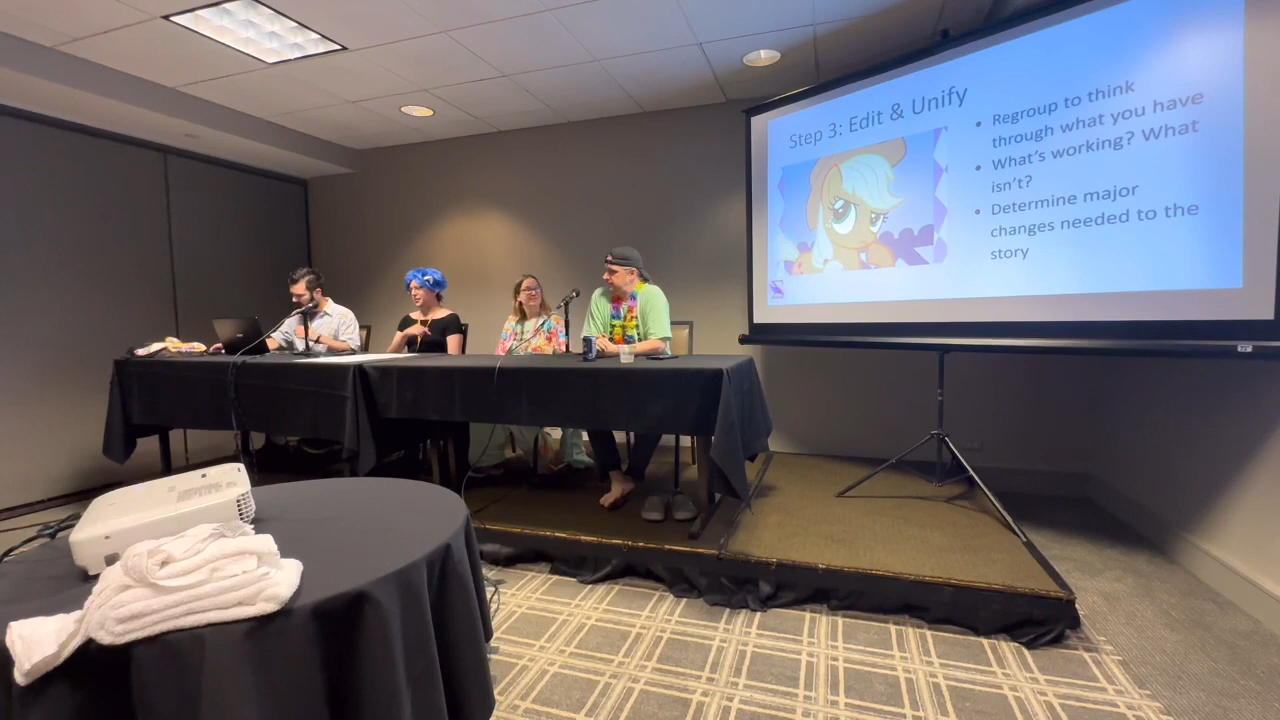 Step 3: Edit & Unify
• Regroup to think
through what you have
• What's working? What
isn't?
• Determine major
changes needed to the
story